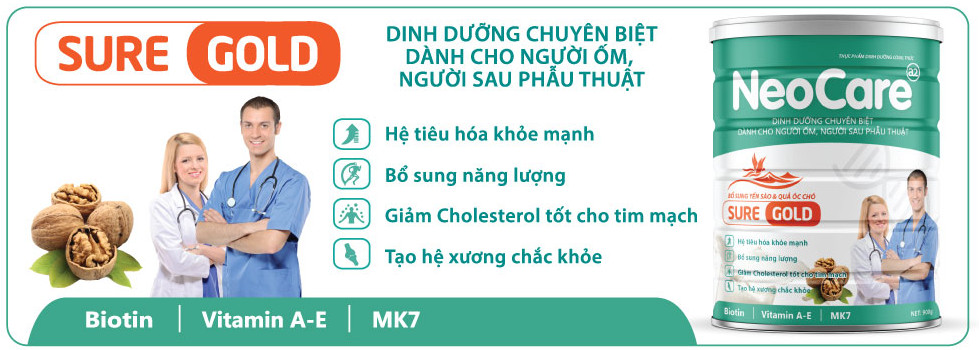 SURE GOLD
DINH DƯỠNG CHUYÊN BIỆT
DÀNH CHO NGƯỜI ỐM,
NGƯỜI SAU PHẪU THUẬT
Hệ tiêu hóa khỏe mạnh
Bổ sung năng lượng
Giảm Cholesterol tốt cho tim mạch
Tạo hệ xương chắc khỏe
Biotin | Vitamin A-E | MK7
THỰC PHẨM DINH DƯỠNG CÔNG THỨC
NeoCare a2
DINH DƯỠNG CHUYÊN BIỆT
DÀNH CHO NGƯỜI ỐM, NGƯỜI SAU PHẪU THUẬT
BỔ SUNG YẾN SÀO & QUẢ ÓC CHÓ
SURE GOLD
Hệ tiêu hóa khỏe mạnh
Bổ sung năng lượng
Giảm Cholesterol tốt cho tim mạch
Tạo hệ xương chắc khỏe
Biotin | Vitamin A-E | MK7
NET: 900g